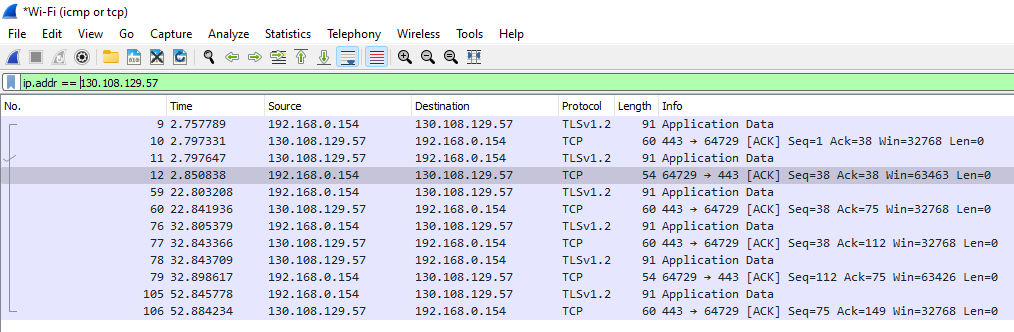 *Wi-Fi (icmp or tcp)
File Edit View Go Capture Analyze Statistics Telephony Wireless Tools Help
ip.addr == 130.108.129.57
No. Time Source Destination Protocol Length Info
9 2.757789 192.168.0.154 130.108.129.57 TLSv1.2 91 Application Data
10 2.797331 130.108.129.57 192.168.0.154 TCP 60 443 → 64729 [ACK] Seq=1 Ack=38 Win=32768 Len=0
11 2.797647 130.108.129.57 192.168.0.154 TLSv1.2 91 Application Data
12 2.850838 192.168.0.154 130.108.129.57 TCP 54 64729 → 443 [ACK] Seq=38 Ack=38 Win=63463 Len=0
59 22.803208 192.168.0.154 130.108.129.57 TLSv1.2 91 Application Data
60 22.841936 130.108.129.57 192.168.0.154 TCP 60 443 → 64729 [ACK] Seq=38 Ack=75 Win=32768 Len=0
76 32.805379 192.168.0.154 130.108.129.57 TLSv1.2 91 Application Data
77 32.843366 130.108.129.57 192.168.0.154 TCP 60 443 → 64729 [ACK] Seq=38 Ack=112 Win=32768 Len=0
78 32.843709 130.108.129.57 192.168.0.154 TLSv1.2 91 Application Data
79 32.898617 192.168.0.154 130.108.129.57 TCP 54 64729 → 443 [ACK] Seq=112 Ack=75 Win=63426 Len=0
105 52.845778 192.168.0.154 130.108.129.57 TLSv1.2 91 Application Data
106 52.884234 130.108.129.57 192.168.0.154 TCP 60 443 → 64729 [ACK] Seq=75 Ack=149 Win=32768 Len=0